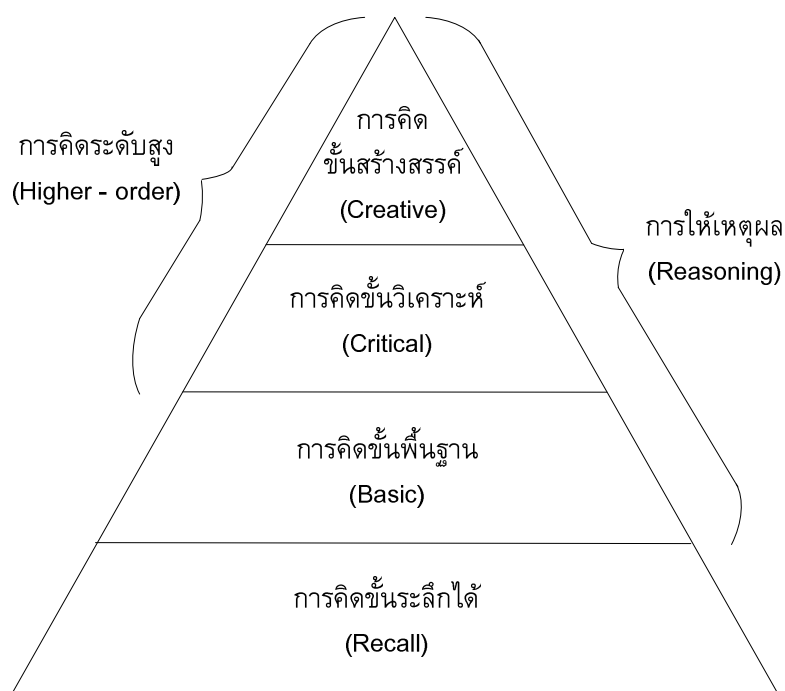 การคิด
ขั้นสร้างสรรค์
(Creative)
การคิดระดับสูง
(Higher - order)
การให้เหตุผล
(Reasoning)
การคิดขั้นวิเคราะห์
(Critical)
การคิดขั้นพื้นฐาน
(Basic)
การคิดขั้นระลึกได้
(Recall)